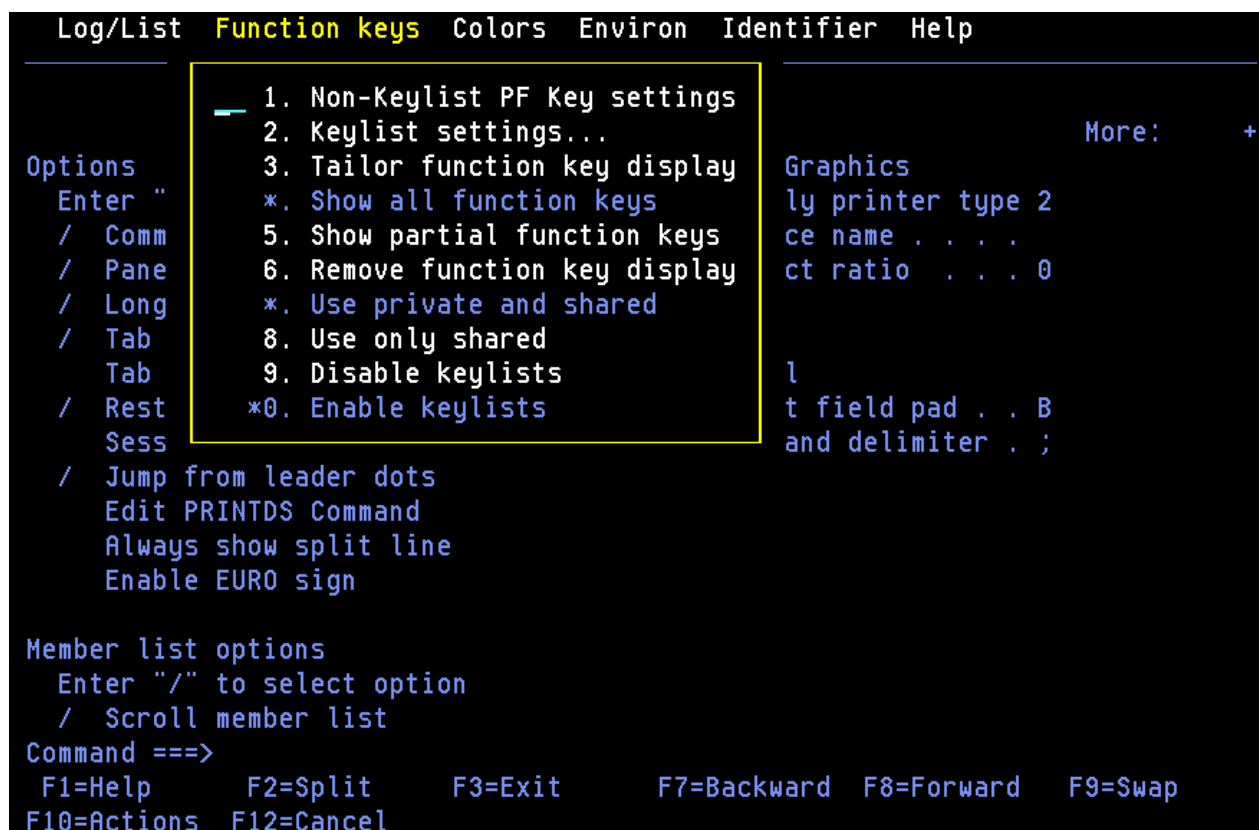 Log/List Function keys Colors Environ Identifier Help
1. Non-Keylist PF Key settings
2. Keylist settings...
More: +
Options
3. Tailor function key display
Graphics
Enter "
*. Show all function keys
ly printer type 2
/ Comm
5. Show partial function keys
ce name . . . .
/ Pane
6. Remove function key display
ct ratio . . . 0
/ Long
*. Use private and shared
/ Tab
8. Use only shared
Tab
9. Disable keylists
l
/ Rest
*0. Enable keylists
t field pad . . B
Sess
and delimiter . ;
/ Jump from leader dots
Edit PRINTDS Command
Always show split line
Enable EURO sign
Member list options
Enter "/" to select option
/ Scroll member list
Command ===>
F1=Help F2=Split F3=Exit F7=Backward F8=Forward F9=Swap
F10=Actions F12=Cancel